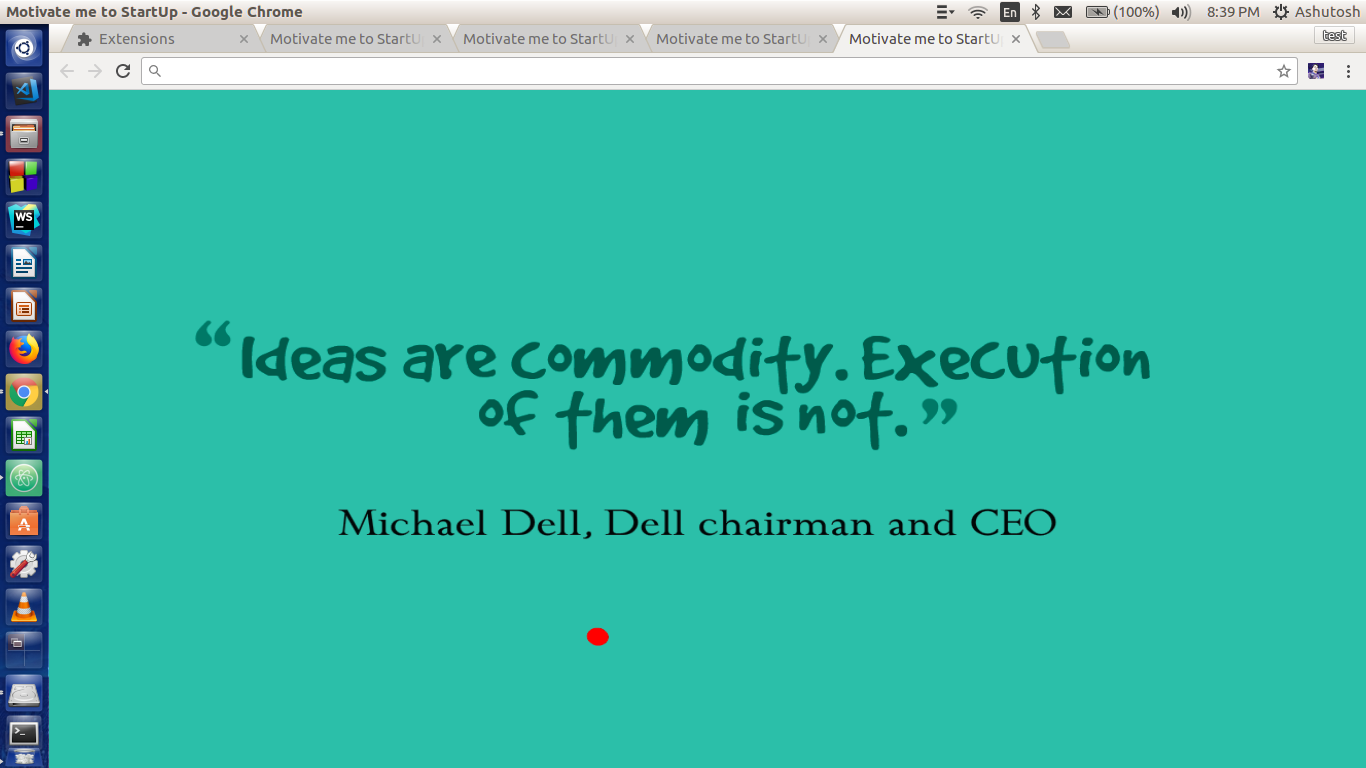 Motivate me to StartUp - Google Chrome
En
(100%)
8:39 PM
Ashutosh
Extensions
Motivate me to StartU
Motivate me to StartU
Motivate me to StartU
Motivate me to StartU
test
WS
“Ideas are commodity. Execution
of them is not.”
Michael Dell, Dell chairman and CEO